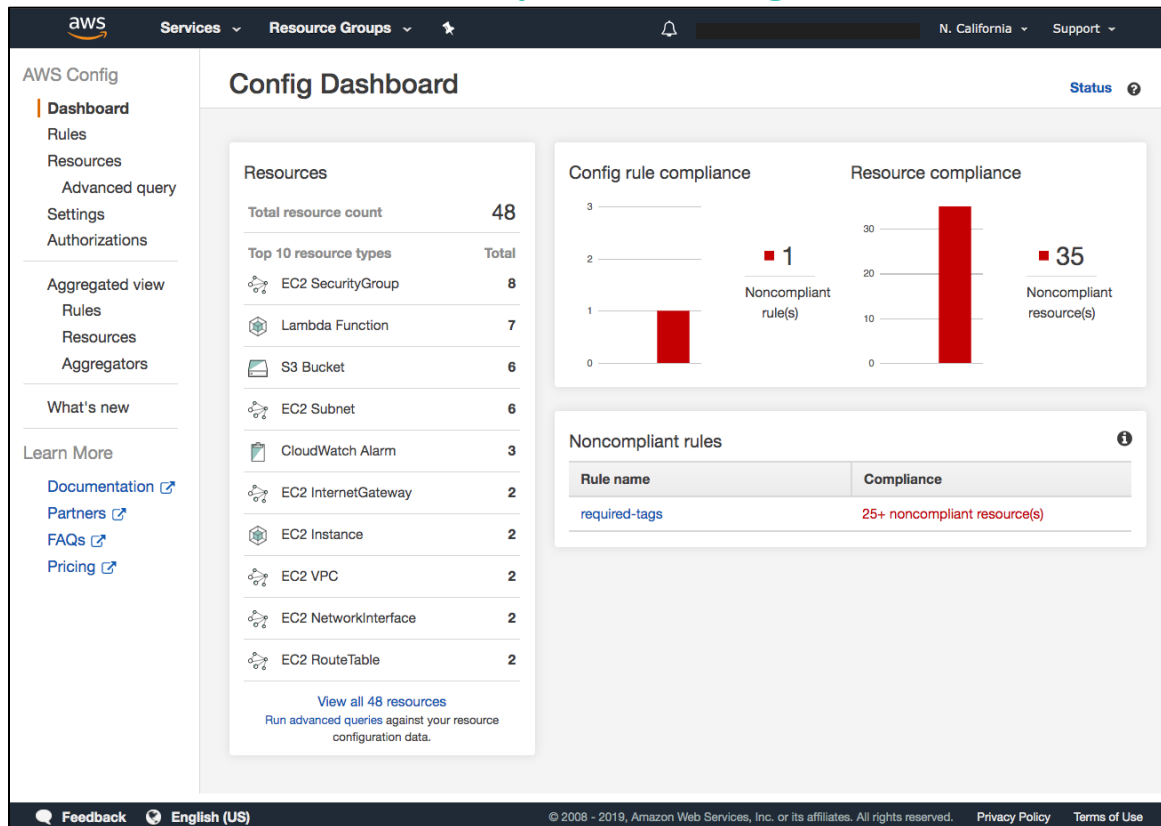 aws
Services
Resource Groups
N. California
Support
AWS Config
Dashboard
Rules
Resources
Advanced query
Settings
Authorizations
Aggregated view
Rules
Resources
Aggregators
What's new
Learn More
Documentation
Partners
FAQs
Pricing
Config Dashboard
Status
Resources
Total resource count 48
Top 10 resource types Total
EC2 SecurityGroup 8
Lambda Function 7
S3 Bucket 6
EC2 Subnet 6
CloudWatch Alarm 3
EC2 InternetGateway 2
EC2 Instance 2
EC2 VPC 2
EC2 NetworkInterface 2
EC2 RouteTable 2
View all 48 resources
Run advanced queries against your resource
configuration data.
Config rule compliance
3
2
1
0
1
Noncompliant
rule(s)
Resource compliance
30
20
10
0
35
Noncompliant
resource(s)
Noncompliant rules
Rule name Compliance
required-tags 25+ noncompliant resource(s)
Feedback
English (US)
© 2008 - 2019, Amazon Web Services, Inc. or its affiliates. All rights reserved.
Privacy Policy
Terms of Use